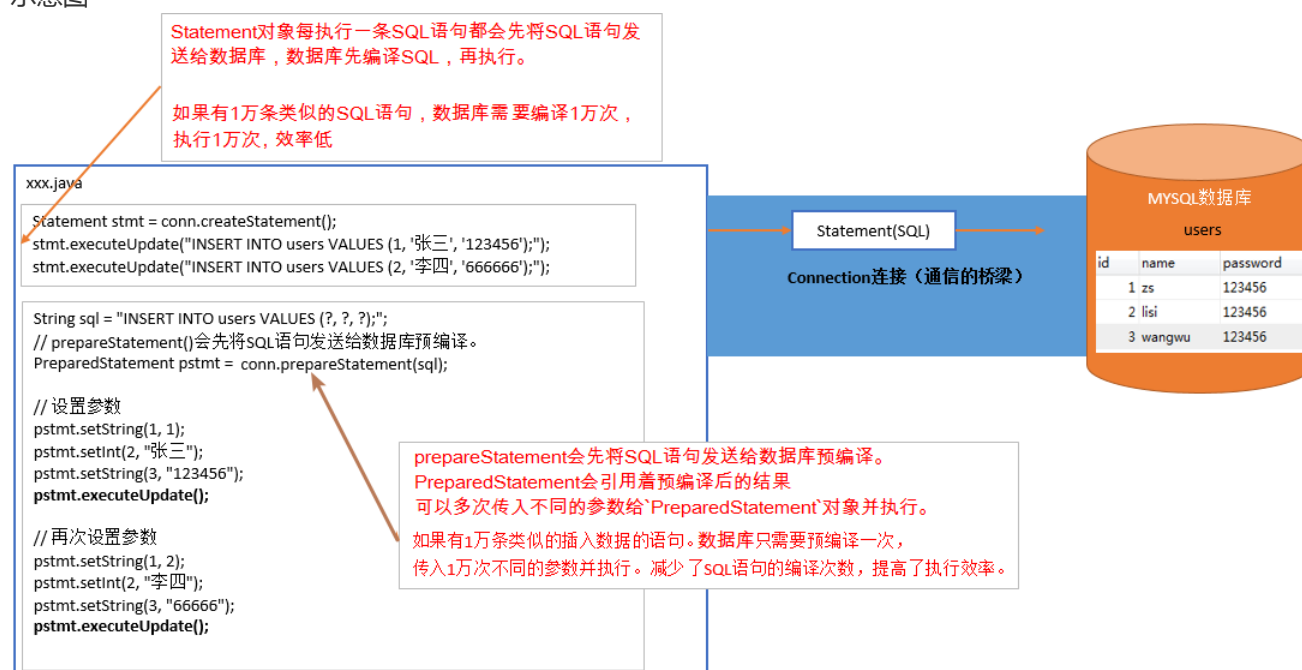 示意图
Statement对象每执行一条SQL语句都会先将SQL语句发
送给数据库，数据库先编译SQL，再执行。
如果有1万条类似的SQL语句，数据库需要编译1万次，
执行1万次, 效率低
xxx.java
Statement stmt = conn.createStatement();
stmt.executeUpdate("INSERT INTO users VALUES (1, '张三', '123456');");
stmt.executeUpdate("INSERT INTO users VALUES (2, '李四', '666666');");
String sql = "INSERT INTO users VALUES (?, ?, ?);";
// prepareStatement()会先将SQL语句发送给数据库预编译。
PreparedStatement pstmt = conn.prepareStatement(sql);
// 设置参数
pstmt.setString(1, 1);
pstmt.setInt(2, "张三");
pstmt.setString(3, "123456");
pstmt.executeUpdate();
// 再次设置参数
pstmt.setString(1, 2);
pstmt.setInt(2, "李四");
pstmt.setString(3, "66666");
pstmt.executeUpdate();
prepareStatement会先将SQL语句发送给数据库预编译。
PreparedStatement会引用着预编译后的结果
可以多次传入不同的参数给`PreparedStatement`对象并执行。
如果有1万条类似的插入数据的语句。数据库只需要预编译一次，
传入1万次不同的参数并执行。减少了SQL语句的编译次数，提高了执行效率。
Statement(SQL)
Connection连接（通信的桥梁）
MYSQL数据库
users
id name password
1 zs 123456
2 lisi 123456
3 wangwu 123456